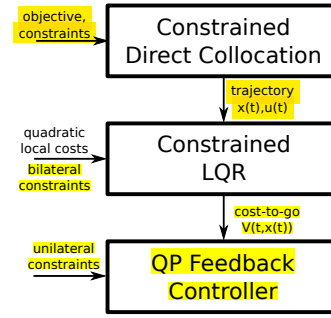 objective,
constraints
Constrained
Direct Collocation
trajectory
x(t),u(t)
quadratic
local costs
bilateral
constraints
Constrained
LQR
cost-to-go
V(t,x(t))
unilateral
constraints
QP Feedback
Controller